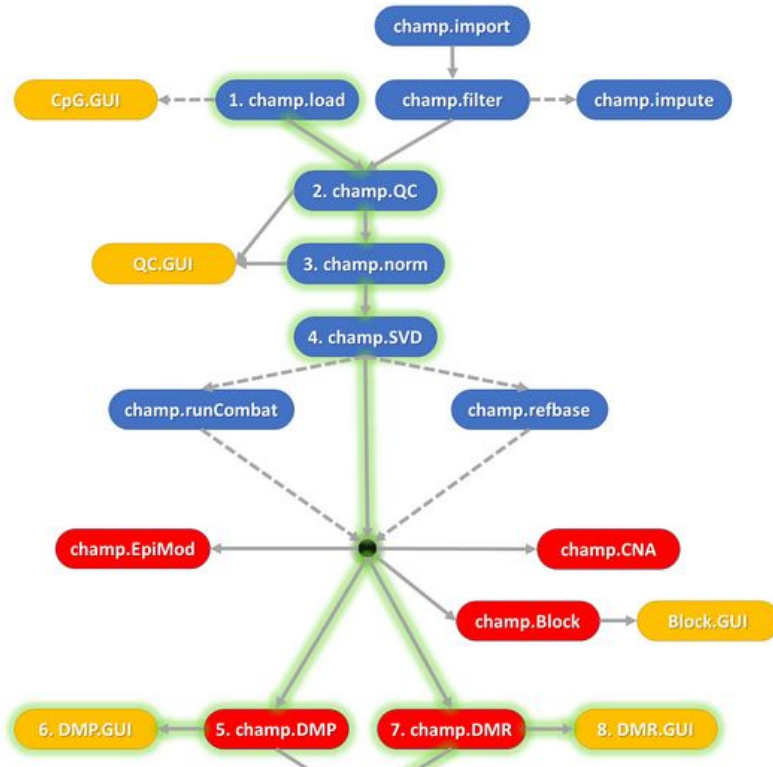 champ.import
CpG.GUI
1. champ.load
champ.filter
champ.impute
2. champ.QC
QC.GUI
3. champ.norm
4. champ.SVD
champ.runCombat
champ.refbase
champ.EpiMod
champ.CNA
champ.Block
Block.GUI
6. DMP.GUI
5. champ.DMP
7. champ.DMR
8. DMR.GUI